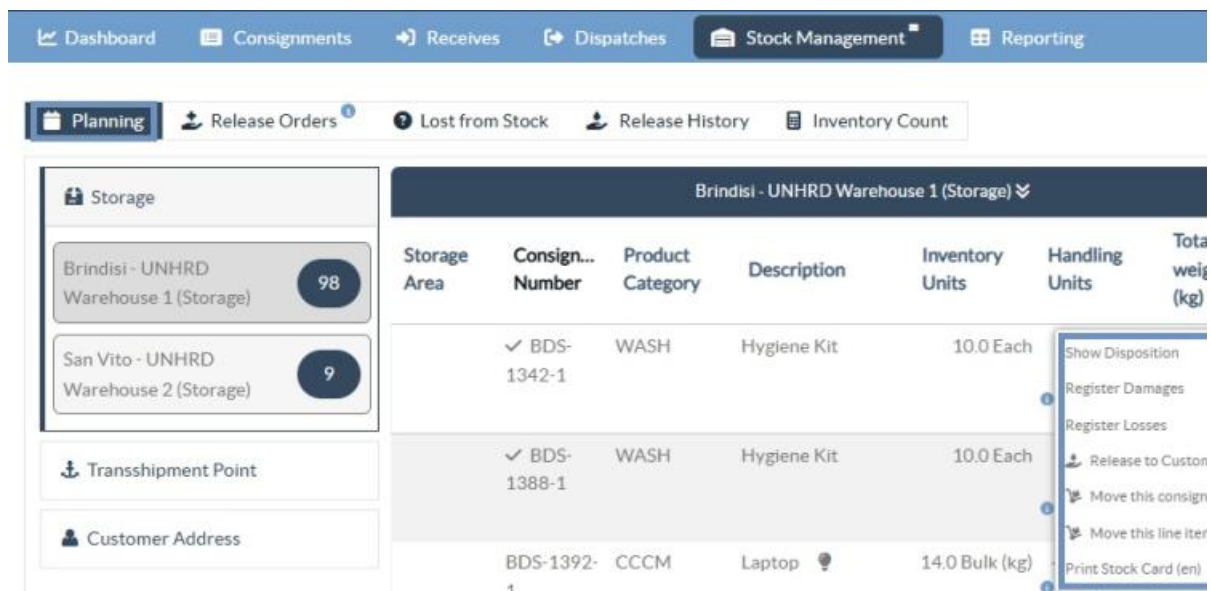 Dashboard Consignments Receives Dispatches Stock Management Reporting
Planning Release Orders Lost from Stock Release History Inventory Count
Storage
Brindisi - UNHRD
Warehouse 1 (Storage)
98
San Vito - UNHRD
Warehouse 2 (Storage)
9
Transshipment Point
Customer Address
Brindisi - UNHRD Warehouse 1 (Storage)
Storage
Area
Consign...
Number
Product
Category
Description
Inventory
Units
Handling
Units
(kg)
BDS-
1342-1
WASH
Hygiene Kit
10.0 Each
BDS-
1388-1
WASH
Hygiene Kit
10.0 Each
BDS-1392-
1
CCCM
Laptop
14.0 Bulk (kg)
Show Disposition
Register Damages
Register Losses
Release to
Move this
Move this line
Print Stock Card (en)